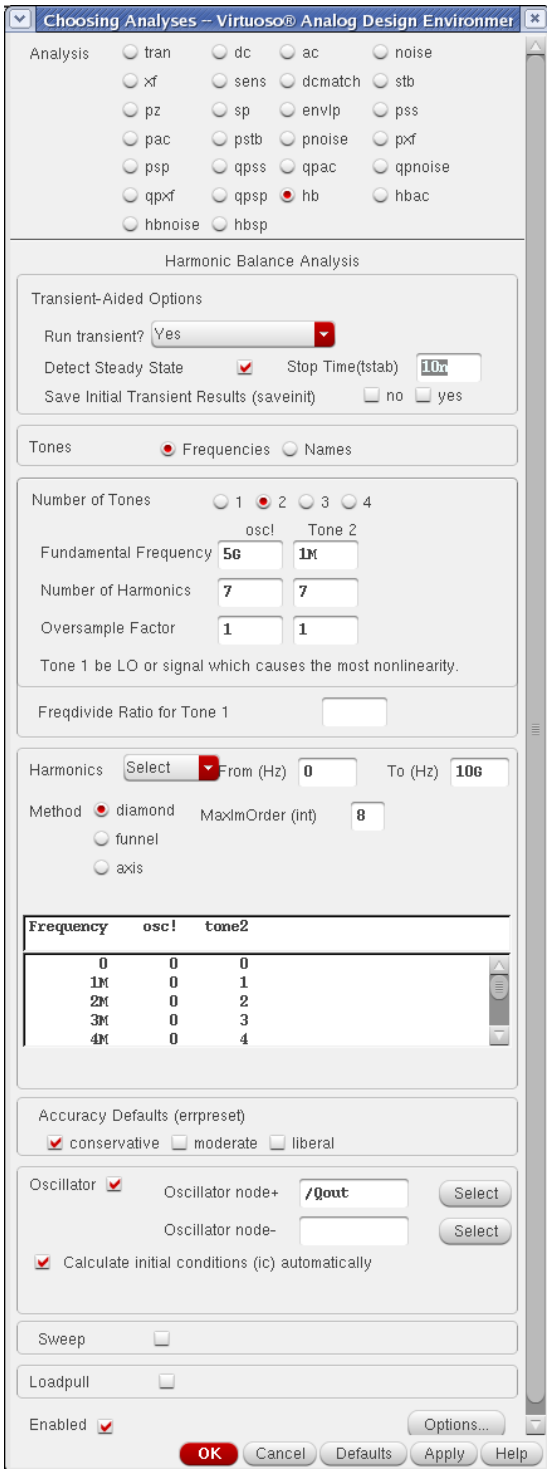 Choosing Analyses -- Virtuoso® Analog Design Environmer
Analysis tran dc ac noise
xf sens dcmatch stb
pz sp envlp pss
pac pstb pnoise pxf
psp qpss qpac qpnoise
qpxf qpsp hb hbac
hbnoise hbsp
Harmonic Balance Analysis
Transient-Aided Options
Run transient? Yes
Detect Steady State Stop Time(tstab) 10n
Save Initial Transient Results (saveinit) no yes
Tones Frequencies Names
Number of Tones 1 2 3 4
osc! Tone 2
Fundamental Frequency 5G 1M
Number of Harmonics 7 7
Oversample Factor 1 1
Tone 1 be LO or signal which causes the most nonlinearity.
Freqdivide Ratio for Tone 1
Harmonics Select From (Hz) 0 To (Hz) 10G
Method diamond MaxImOrder (int) 8
funnel
axis
Frequency osc! tone2
0 0 0
1M 0 1
2M 0 2
3M 0 3
4M 0 4
Accuracy Defaults (errpreset)
conservative moderate liberal
Oscillator Oscillator node+ /Qout Select
Oscillator node- Select
Calculate initial conditions (ic) automatically
Sweep
Loadpull
Enabled Options...
OK Cancel Defaults Apply Help